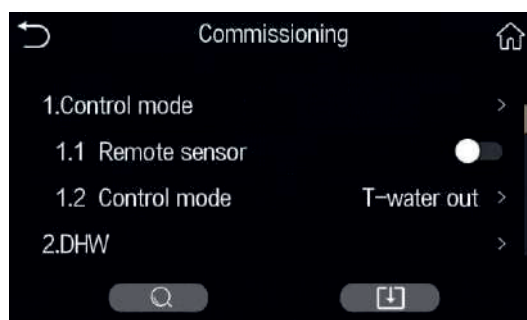 Commissioning
1.Control mode >
1.1 Remote sensor
1.2 Control mode T-water out >
2.DHW >